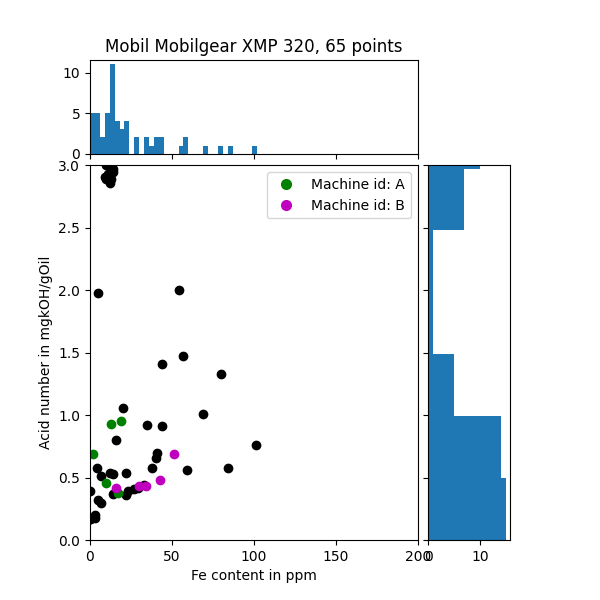 Mobil Mobilgear XMP 320, 65 points
10
5
0
3.0
2.5
2.0
1.5
1.0
0.5
0.0
Acid number in mgkOH/gOil
Machine id: A
Machine id: B
0 50 100 150 200
0 10
Fe content in ppm